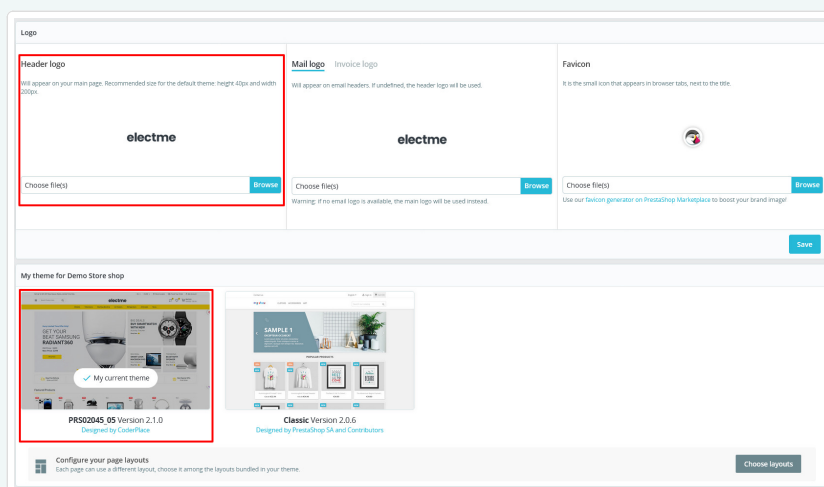 Logo
Header logo
Will appear on your main page. Recommended size for the default theme: height 40px and width
200px.
electme
Choose file(s)
Browse
Mail logo
Invoice logo
Will appear on email headers. If undefined, the header logo will be used.
electme
Choose file(s)
Browse
Warning: if no email logo is available, the main logo will be used instead.
Favicon
It is the small icon that appears in browser tabs, next to the title.
Choose file(s)
Browse
Use our favicon generator on PrestaShop Marketplace to boost your brand image!
Save
My theme for Demo Store shop
electme
GET YOUR
BEAT SAMSUNG
RADIANT360
My current theme
PRS02045_05 Version 2.1.0
Designed by CoderPlace
SAMPLE 1
POPULAR PRODUCTS
Classic Version 2.0.6
Designed by PrestaShop SA and Contributors
Configure your page layouts
Each page can use a different layout, choose it among the layouts bundled in your theme.
Choose layouts